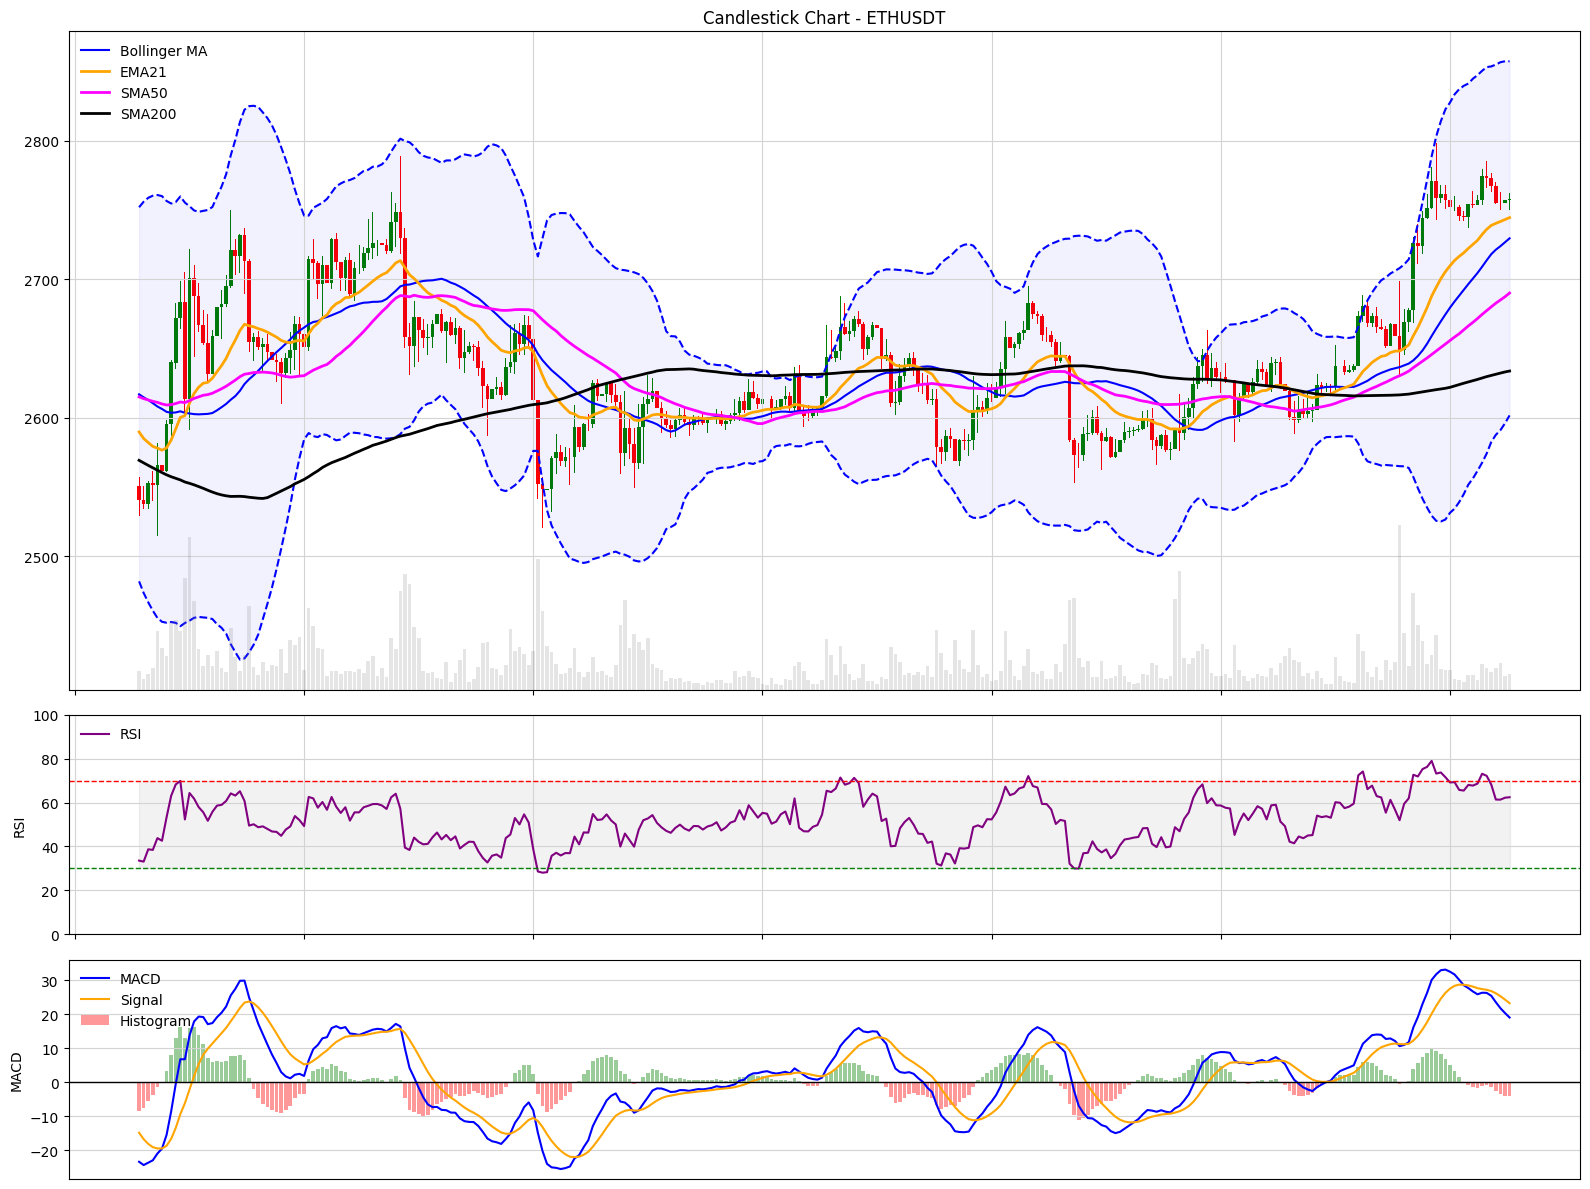 Candlestick Chart - ETHUSDT
Bollinger MA
EMA21
SMA50
SMA200
2800
2700
2600
2500
100
80
60
40
20
0
RSI
RSI
30
20
10
0
−10
−20
MACD
MACD
Signal
Histogram